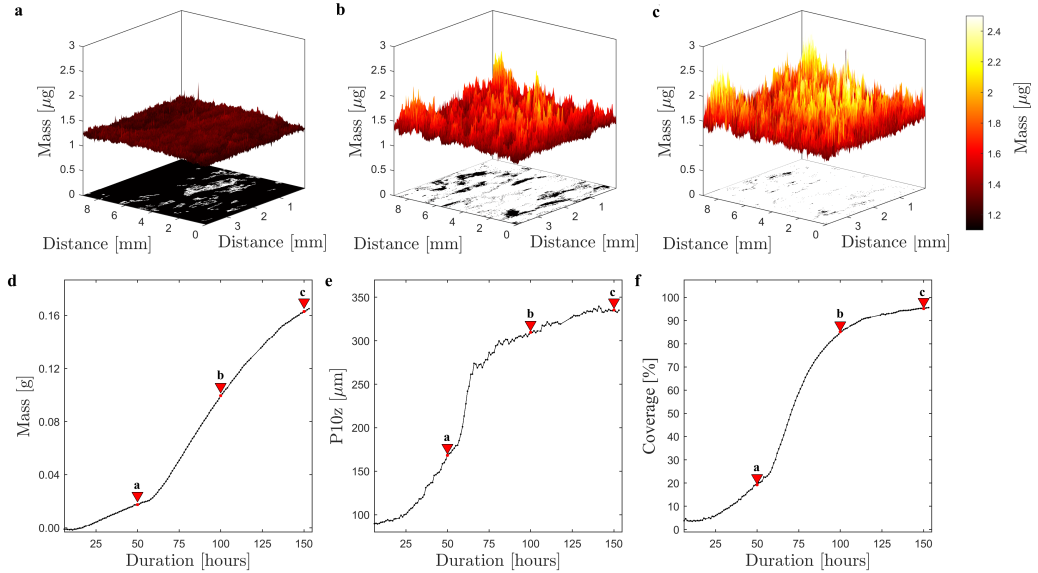 a
b
c
3
2.5
2
1.5
1
0.5
0
Mass [µg]
8
6
4
2
0
3
2
1
Distance [mm]
Distance [mm]
3
2.5
2
1.5
1
0.5
0
Mass [µg]
8
6
4
2
0
3
2
1
Distance [mm]
Distance [mm]
3
2.5
2
1.5
1
0.5
0
Mass [µg]
8
6
4
2
0
3
2
1
Distance [mm]
Distance [mm]
2.4
2.2
2
1.8
1.6
1.4
1.2
Mass [µg]
d
0.16
0.12
0.08
0.04
0.00
Mass [g]
a
b
c
25 50 75 100 125 150
Duration [hours]
e
350
300
250
200
150
100
P10z [µm]
a
b
c
25 50 75 100 125 150
Duration [hours]
f
100
90
80
70
60
50
40
30
20
10
0
Coverage [%]
a
b
c
25 50 75 100 125 150
Duration [hours]